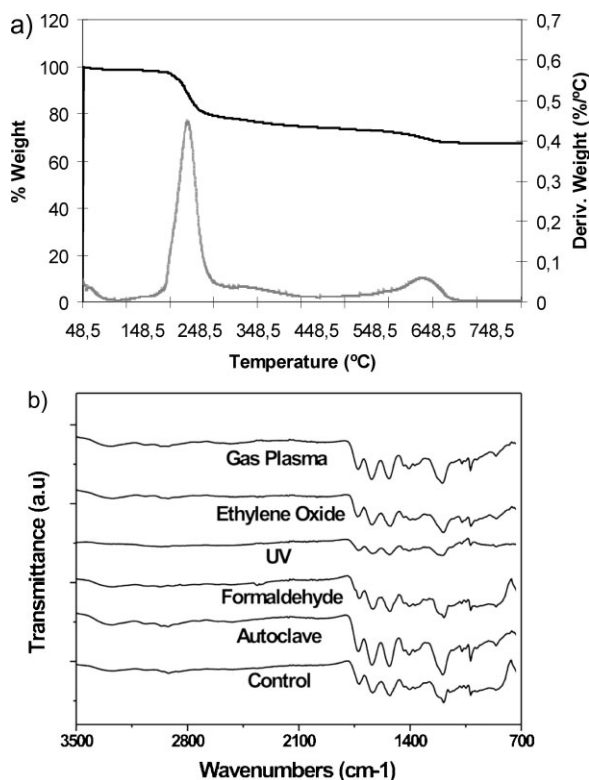 a)
% Weight
120
100
80
60
40
20
0
0,7
0,6
0,5
0,4
0,3
0,2
0,1
0
Deriv. Weight (%/ºC)
48,5 148,5 248,5 348,5 448,5 548,5 648,5 748,5
Temperature (ºC)
b)
Transmittance (a.u)
Gas Plasma
Ethylene Oxide
UV
Formaldehyde
Autoclave
Control
3500 2800 2100 1400 700
Wavenumbers (cm-1)